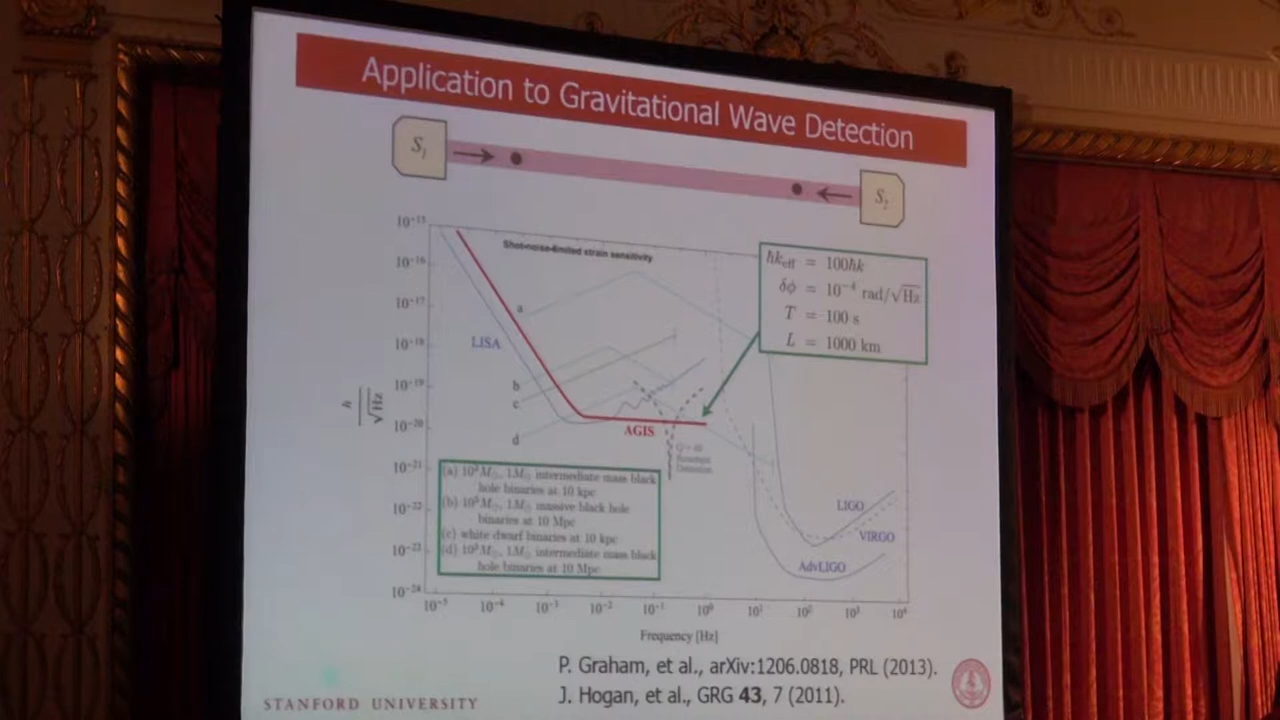 Application to Gravitational Wave Detection
S₁
S₂
10⁻¹⁵
10⁻¹⁶
10⁻¹⁷
10⁻¹⁸
10⁻¹⁹
10⁻²⁰
10⁻²¹
10⁻²²
10⁻²³
10⁻²⁴
h/√Hz
Shot-noise-limited strain sensitivity
ħk_eff = 100ħk
δφ = 10⁻⁴ rad/√Hz
T = 100 s
L = 1000 km
a
LISA
b
c
d
AGIS
Resonant
Detection
(a) 10³M⊙, 1M⊙ intermediate mass black
hole binaries at 10 kpc
(b) 10⁵M⊙, 1M⊙ massive black hole
binaries at 10 Mpc
(c) white dwarf binaries at 10 kpc
(d) 10³M⊙, 1M⊙ intermediate mass black
hole binaries at 10 Mpc
LIGO
VIRGO
AdvLIGO
10⁻⁵ 10⁻⁴ 10⁻³ 10⁻² 10⁻¹ 10⁰ 10¹ 10² 10³ 10⁴
Frequency [Hz]
P. Graham, et al., arXiv:1206.0818, PRL (2013).
J. Hogan, et al., GRG 43, 7 (2011).
STANFORD UNIVERSITY